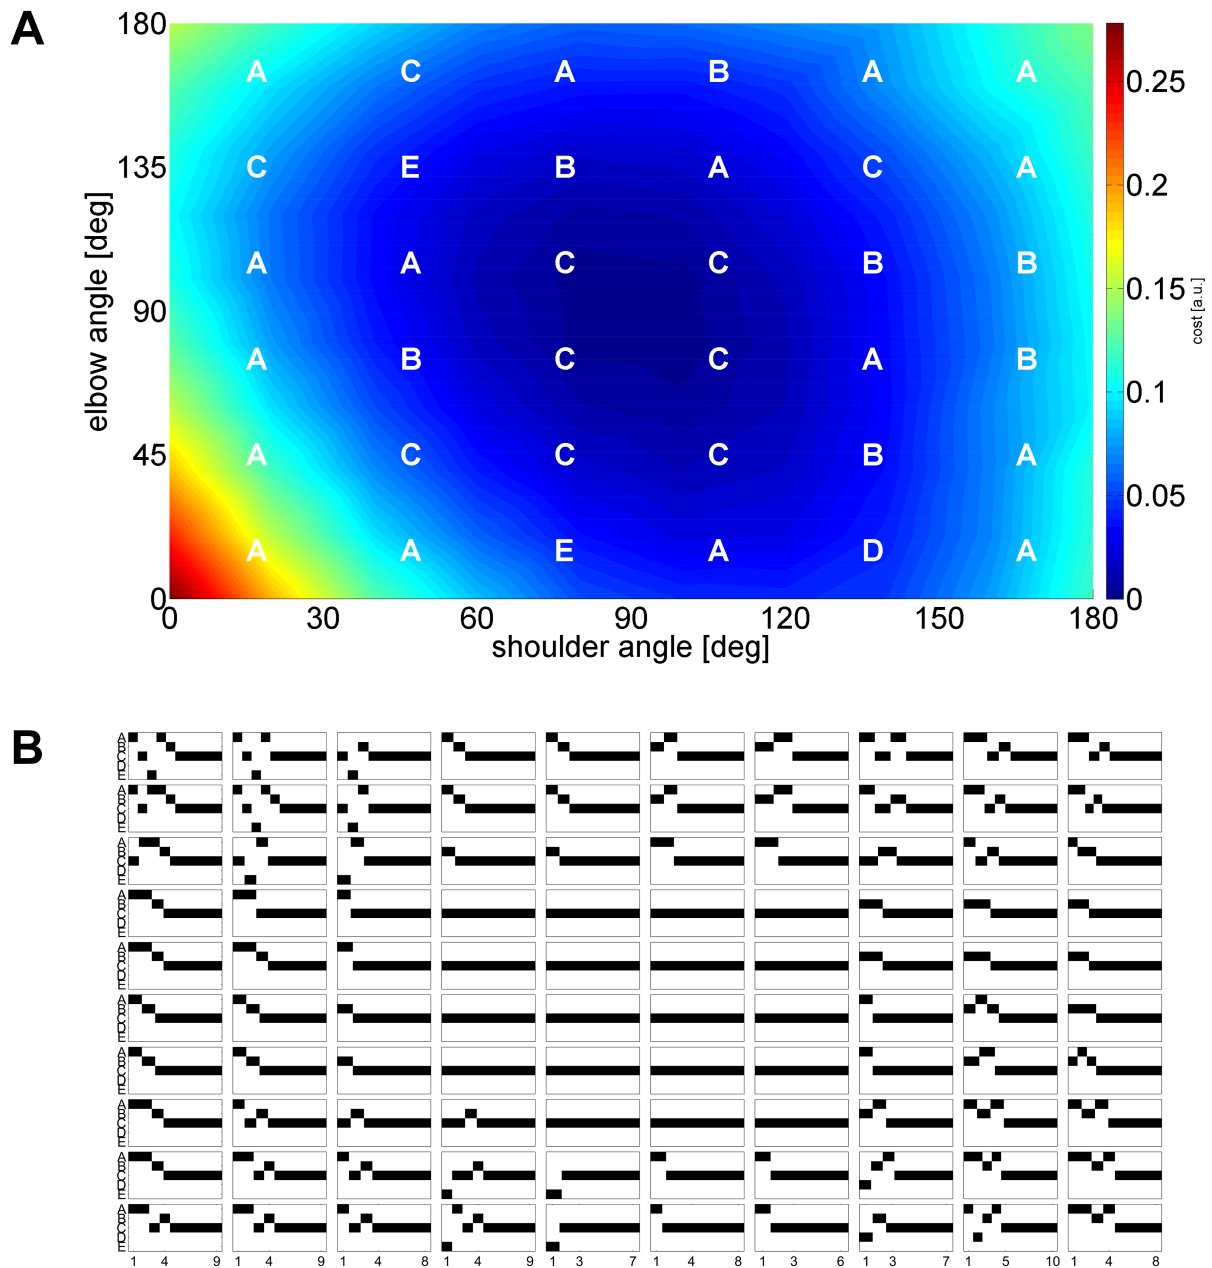 A
180
A C A B A A
0.25
135
C E B A C A
0.2
A A C C B B
elbow angle [deg]
90
0.15
cost [a.u.]
A B C C A B
0.1
45
A C C C B A
0.05
A A E A D A
0
0
0 30 60 90 120 150 180
shoulder angle [deg]
B
A
B
C
D
E
A
B
C
D
E
A
B
C
D
E
A
B
C
D
E
A
B
C
D
E
A
B
C
D
E
A
B
C
D
E
A
B
C
D
E
A
B
C
D
E
A
B
C
D
E
1 4 9 1 4 9 1 4 8 1 4 9 1 3 7 1 4 8 1 3 6 1 3 7 1 5 10 1 4 8